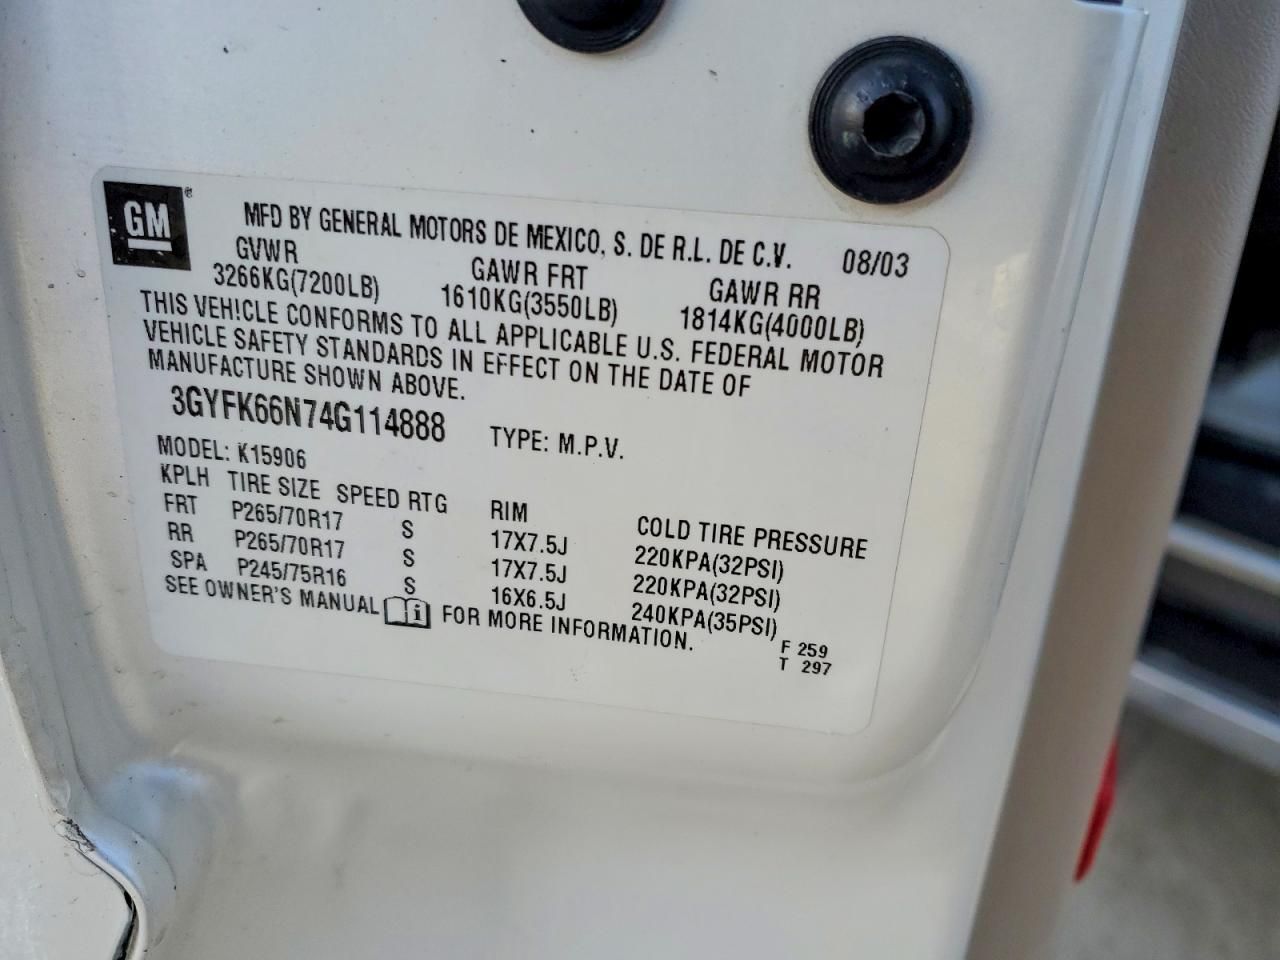 GM ®
MFD BY GENERAL MOTORS DE MEXICO, S. DE R.L. DE C.V. 08/03
GVWR GAWR FRT GAWR RR
3266KG(7200LB) 1610KG(3550LB) 1814KG(4000LB)
THIS VEHICLE CONFORMS TO ALL APPLICABLE U.S. FEDERAL MOTOR
VEHICLE SAFETY STANDARDS IN EFFECT ON THE DATE OF
MANUFACTURE SHOWN ABOVE.
3GYFK66N74G114888 TYPE: M.P.V.
MODEL: K15906
KPLH TIRE SIZE SPEED RTG RIM COLD TIRE PRESSURE
FRT P265/70R17 S 17X7.5J 220KPA(32PSI)
RR P265/70R17 S 17X7.5J 220KPA(32PSI)
SPA P245/75R16 S 16X6.5J 240KPA(35PSI)
SEE OWNER'S MANUAL i FOR MORE INFORMATION.
F 259
T 297